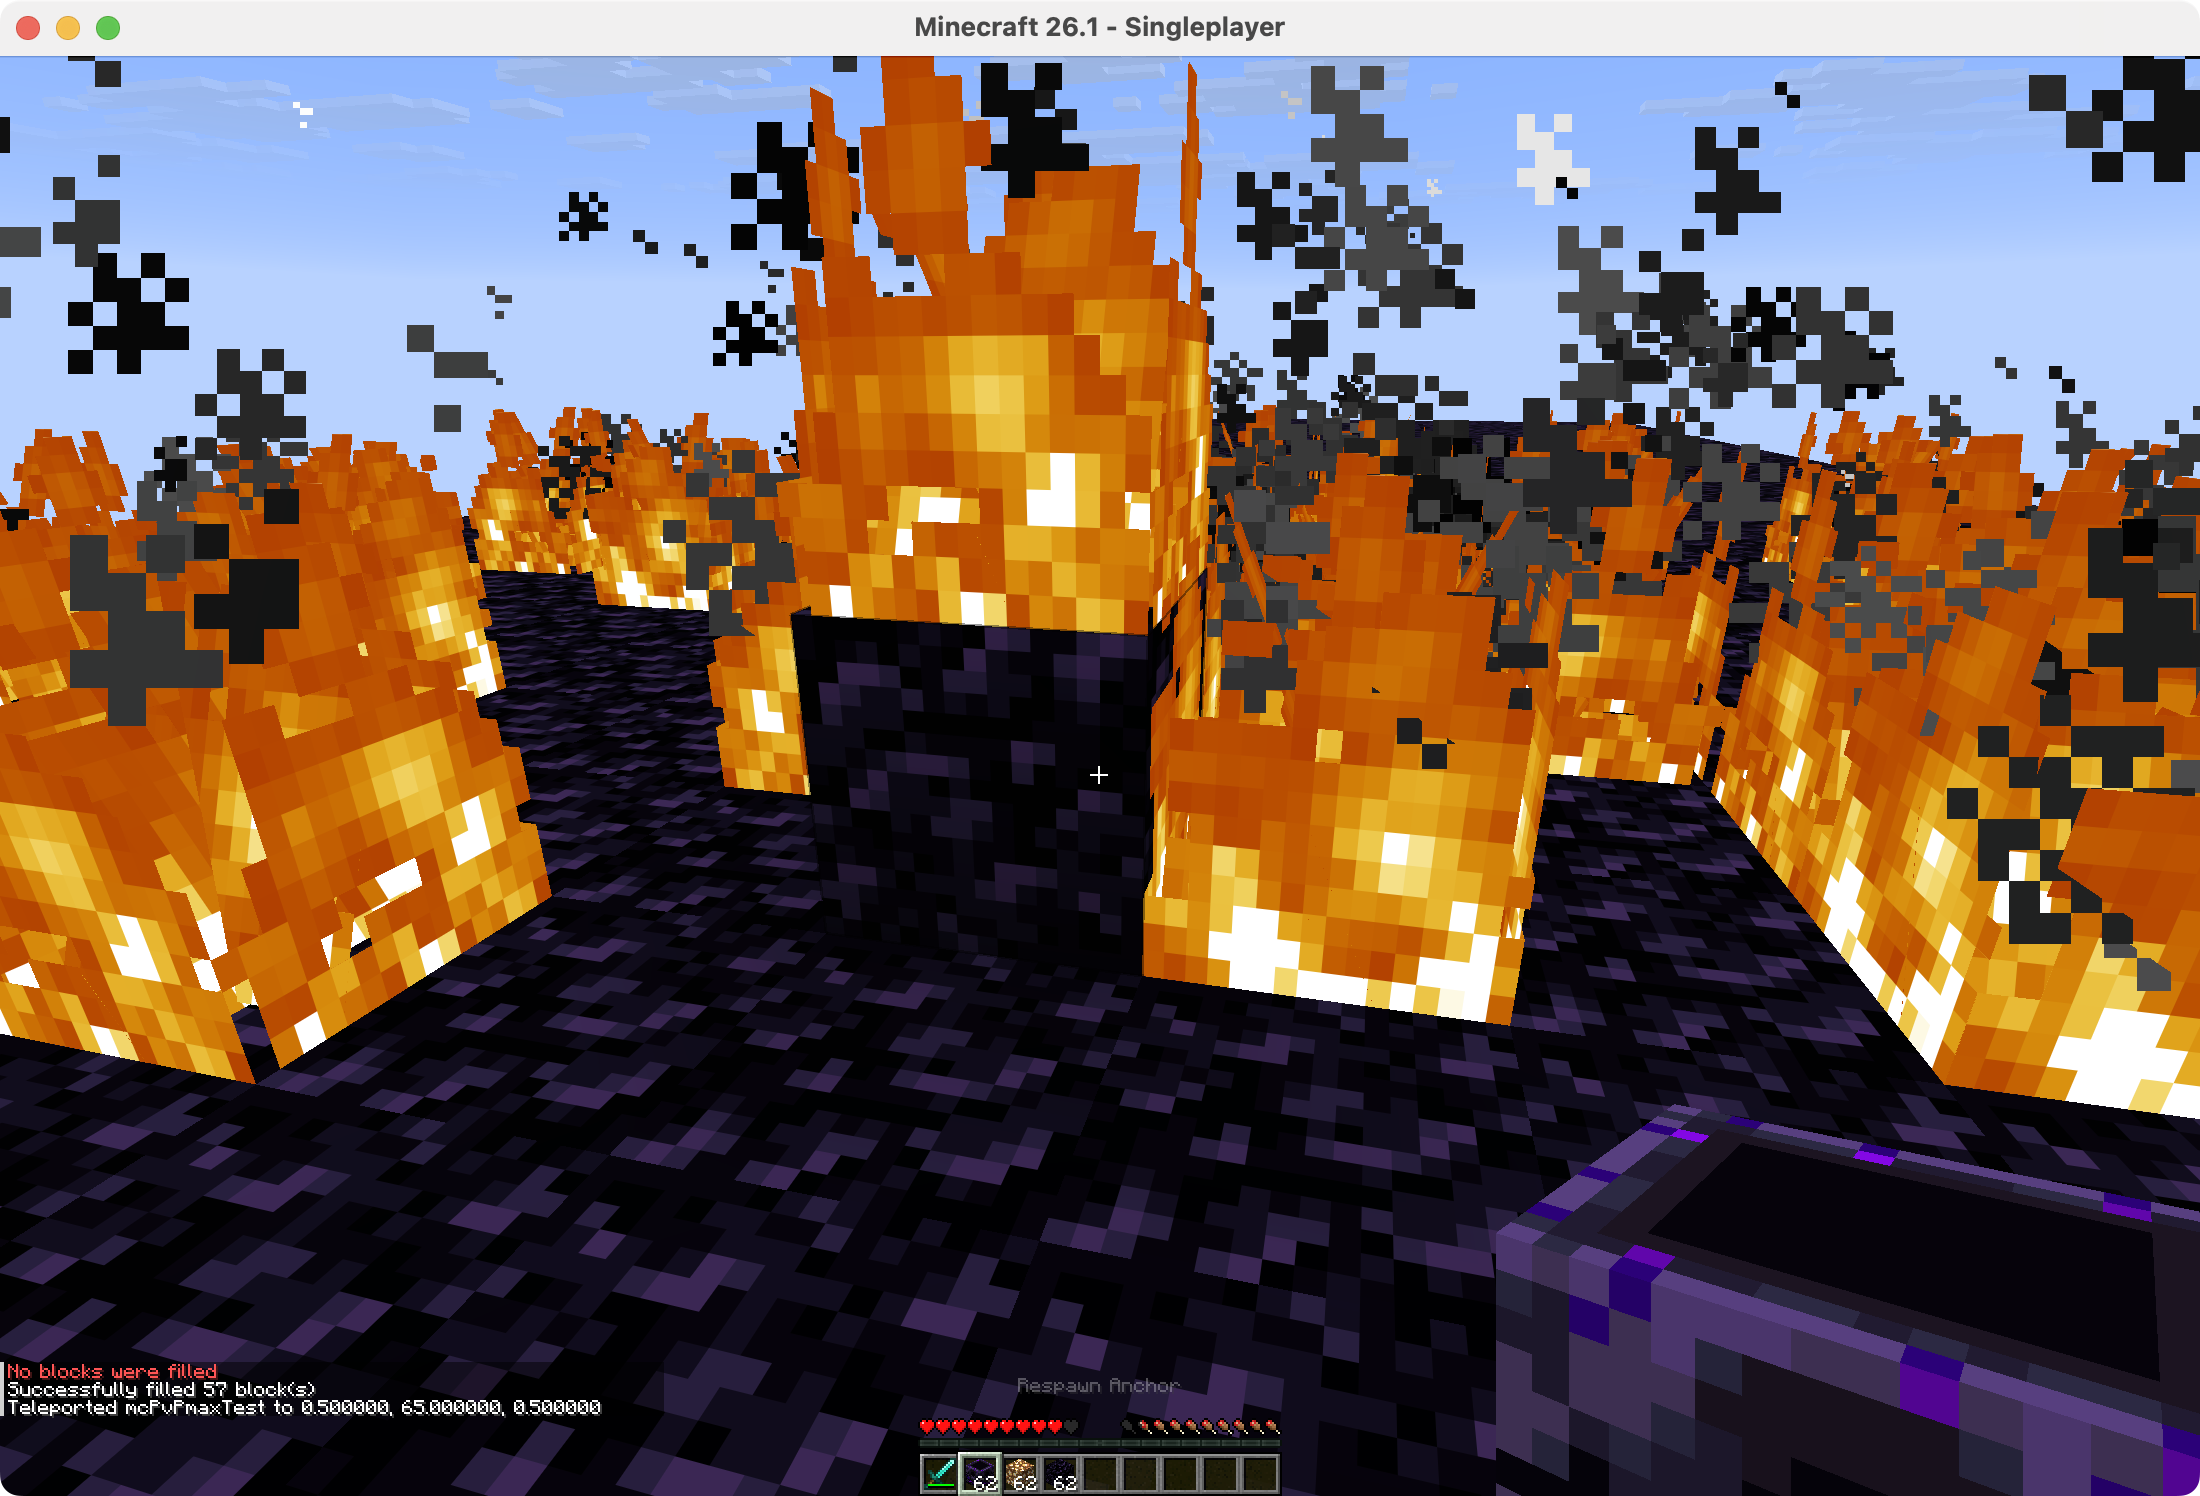 Minecraft 26.1 - Singleplayer
No blocks were filled
Successfully filled 57 block(s)
Teleported mcPvPmaxTest to 0.500000, 65.000000, 0.500000
Respawn Anchor
62 62 62